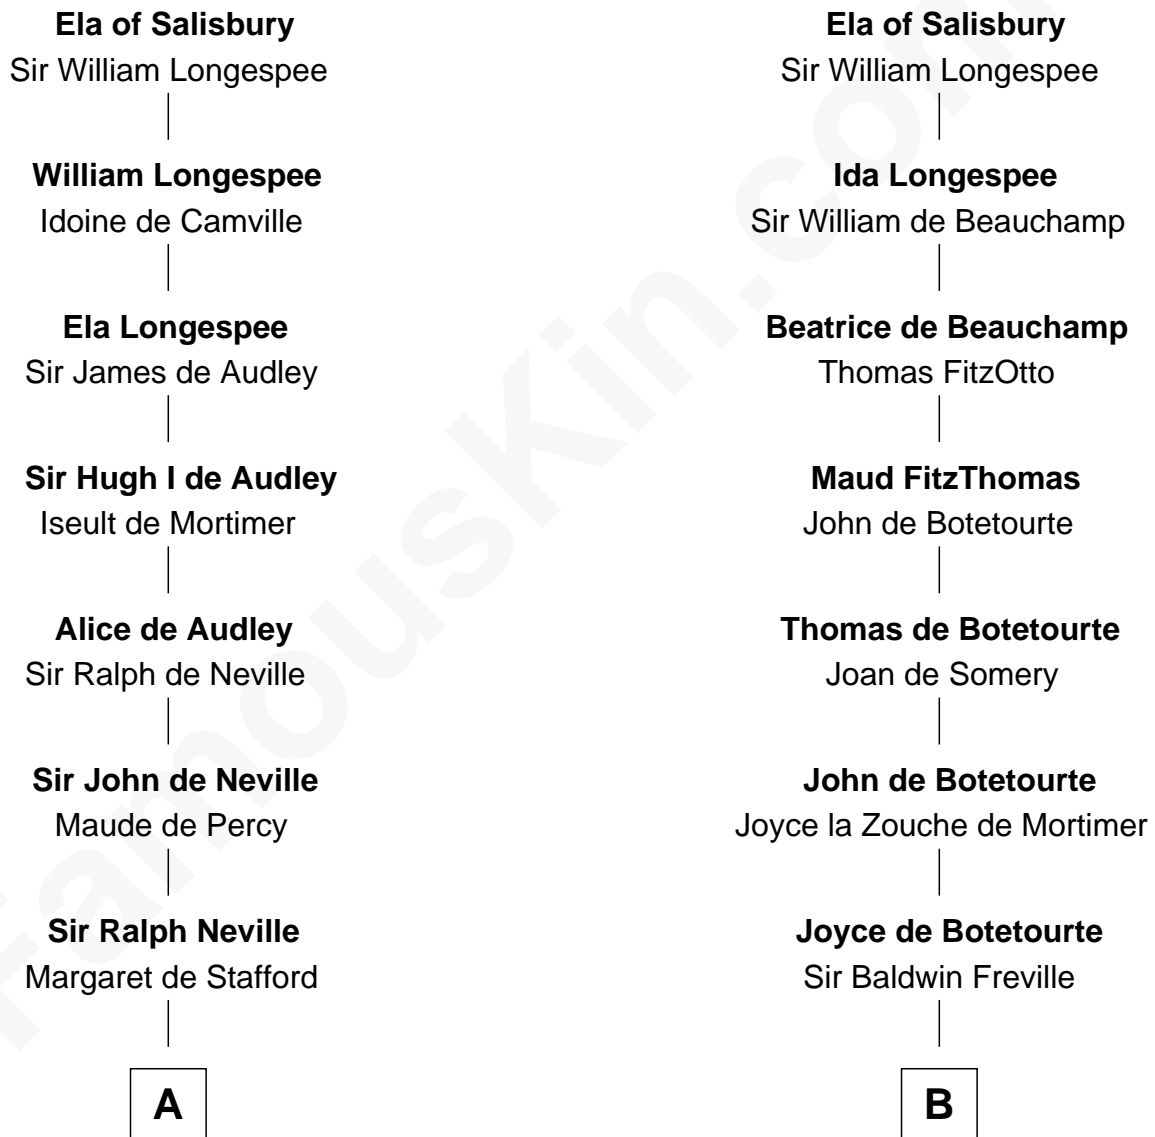 Ela of Salisbury
Sir William Longespee
William Longespee
Idoine de Camville
Ela Longespee
Sir James de Audley
Sir Hugh I de Audley
Iseult de Mortimer
Alice de Audley
Sir Ralph de Neville
Sir John de Neville
Maude de Percy
Sir Ralph Neville
Margaret de Stafford
A
Ela of Salisbury
Sir William Longespee
Ida Longespee
Sir William de Beauchamp
Beatrice de Beauchamp
Thomas FitzOtto
Maud FitzThomas
John de Botetourte
Thomas de Botetourte
Joan de Somery
John de Botetourte
Joyce la Zouche de Mortimer
Joyce de Botetourte
Sir Baldwin Freville
B
FamousKin.com